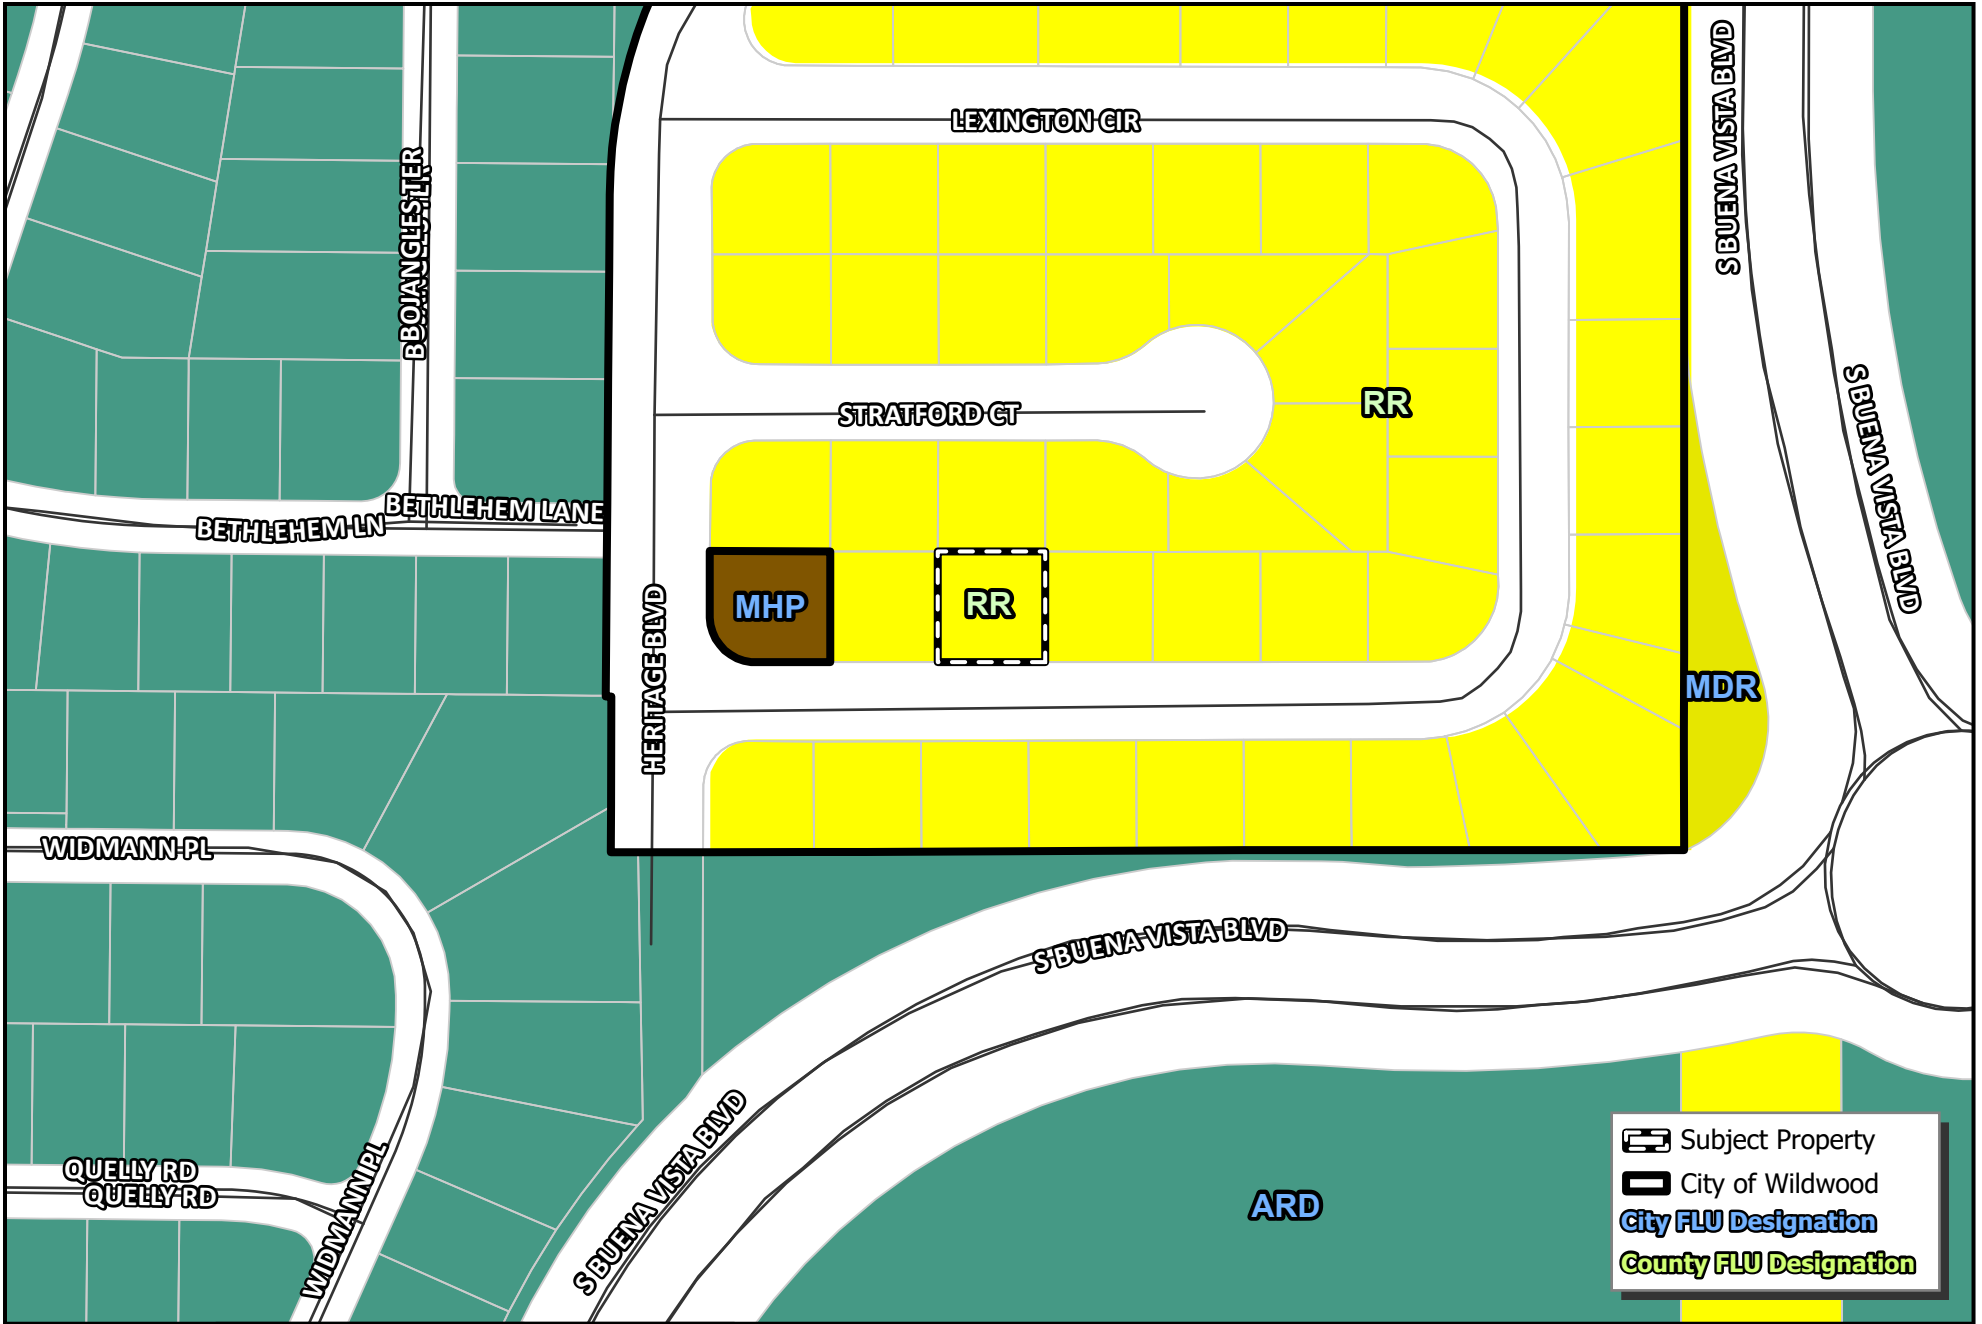 S BUENA VISTA BLVD
LEXINGTON CIR
BOJANGLES TER
S BUENA VISTA BLVD
RR
STRATFORD CT
BETHLEHEM LANE
BETHLEHEM LN
MHP
RR
HERITAGE BLVD
MDR
WIDMANN PL
S BUENA VISTA BLVD
S BUENA VISTA BLVD
WIDMANN PL
QUELLY RD
QUELLY RD
ARD
Subject Property
City of Wildwood
City FLU Designation
County FLU Designation